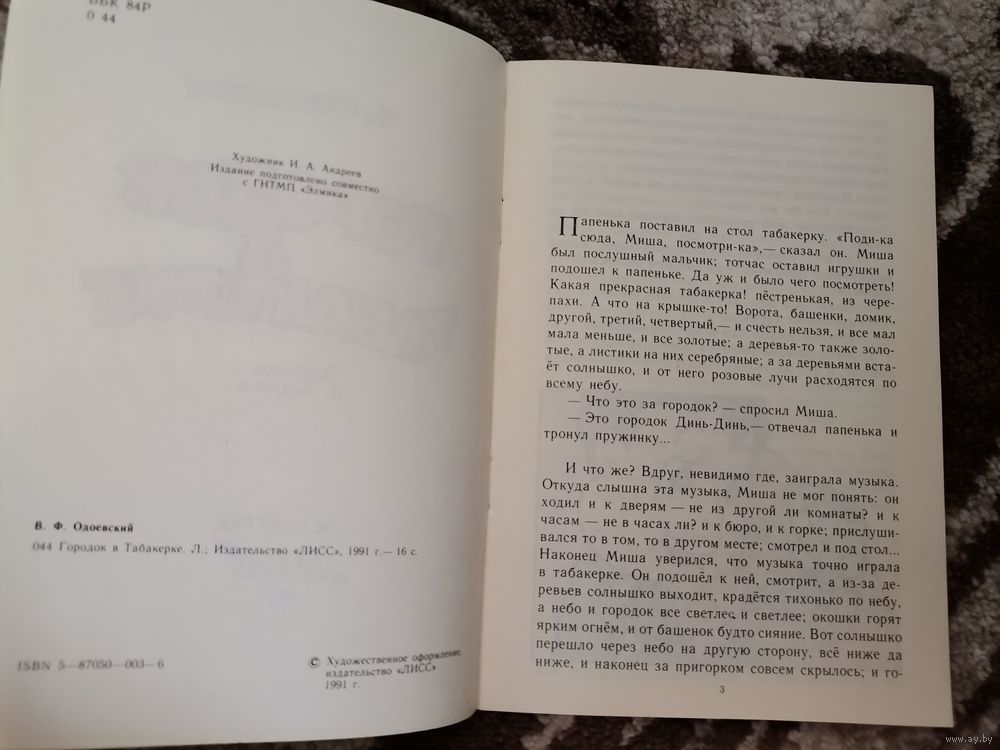 ББК 84Р
О 44
Художник И. А. Андреев
Издание подготовлено совместно
с ГНТМП «Элмика»
В. Ф. Одоевский
044 Городок в Табакерке. Л.; Издательство «ЛИСС», 1991 г.— 16 с.
ISBN 5—87050—003—6
© Художественное оформление,
издательство «ЛИСС»
1991 г.
Папенька поставил на стол табакерку. «Поди-ка
сюда, Миша, посмотри-ка»,— сказал он. Миша
был послушный мальчик; тотчас оставил игрушки и
подошел к папеньке. Да уж и было чего посмотреть!
Какая прекрасная табакерка! пёстренькая, из чере-
пахи. А что на крышке-то! Ворота, башенки, домик,
другой, третий, четвертый,— и счесть нельзя, и все мал
мала меньше, и все золотые; а деревья-то также золо-
тые, а листики на них серебряные; а за деревьями вста-
ёт солнышко, и от него розовые лучи расходятся по
всему небу.
— Что это за городок? — спросил Миша.
— Это городок Динь-Динь,— отвечал папенька и
тронул пружинку...
И что же? Вдруг, невидимо где, заиграла музыка.
Откуда слышна эта музыка, Миша не мог понять: он
ходил и к дверям — не из другой ли комнаты? и к
часам — не в часах ли? и к бюро, и к горке; прислуши-
вался то в том, то в другом месте; смотрел и под стол...
Наконец Миша уверился, что музыка точно играла
в табакерке. Он подошёл к ней, смотрит, а из-за де-
ревьев солнышко выходит, крадётся тихонько по небу,
а небо и городок все светлее и светлее; окошки горят
ярким огнём, и от башенок будто сияние. Вот солнышко
перешло через небо на другую сторону, всё ниже да
ниже, и наконец за пригорком совсем скрылось; и го-
3
www.ay.by